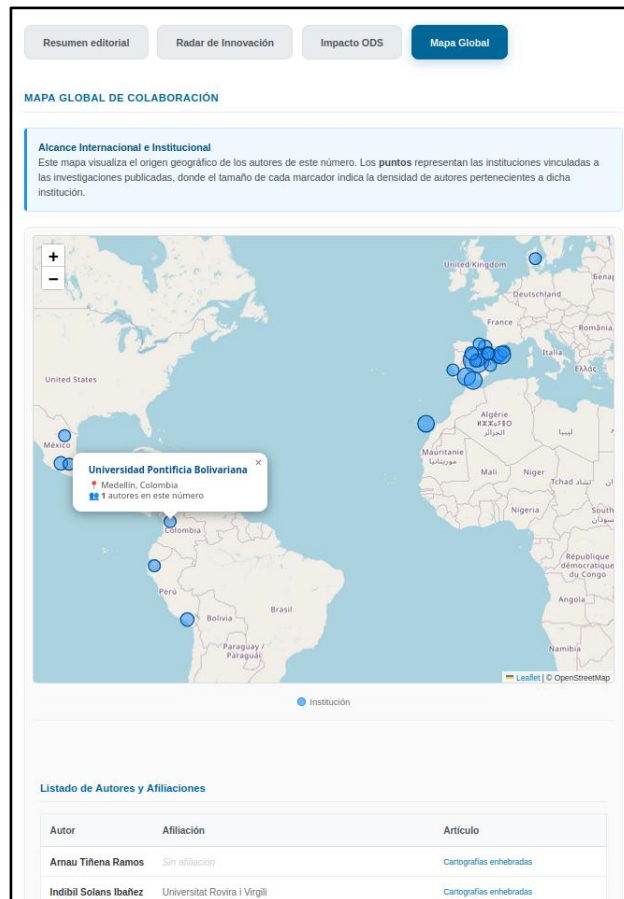 Resumen editorial
Radar de Innovación
Impacto ODS
Mapa Global
MAPA GLOBAL DE COLABORACIÓN
Alcance Internacional e Institucional
Este mapa visualiza el origen geográfico de los autores de este número. Los puntos representan las instituciones vinculadas a
las investigaciones publicadas, donde el tamaño de cada marcador indica la densidad de autores pertenecientes a dicha
institución.
+
−
United Kingdom
Deutschland
France
România
Italia
Ελλάς
United States
México
Algérie
ⵍⵣⵣⴰⵢⴻⵔ
الجزائر
ليبيا
Mauritanie
موريتانيا
Mali
Niger
Tchad تشاد
Nigeria
South
République
démocratique
du Congo
Angola
Namibia
Universidad Pontificia Bolivariana
×
Medellín, Colombia
1 autores en este número
Colombia
Perú
Brasil
Bolivia
Paraguay /
Paraguái
Leaflet | © OpenStreetMap
Institución
Listado de Autores y Afiliaciones
Autor Afiliación Artículo
Arnau Tiñena Ramos Sin afiliación Cartografías enhebradas
Indibil Solans Ibañez Universitat Rovira i Virgili Cartografías enhebradas